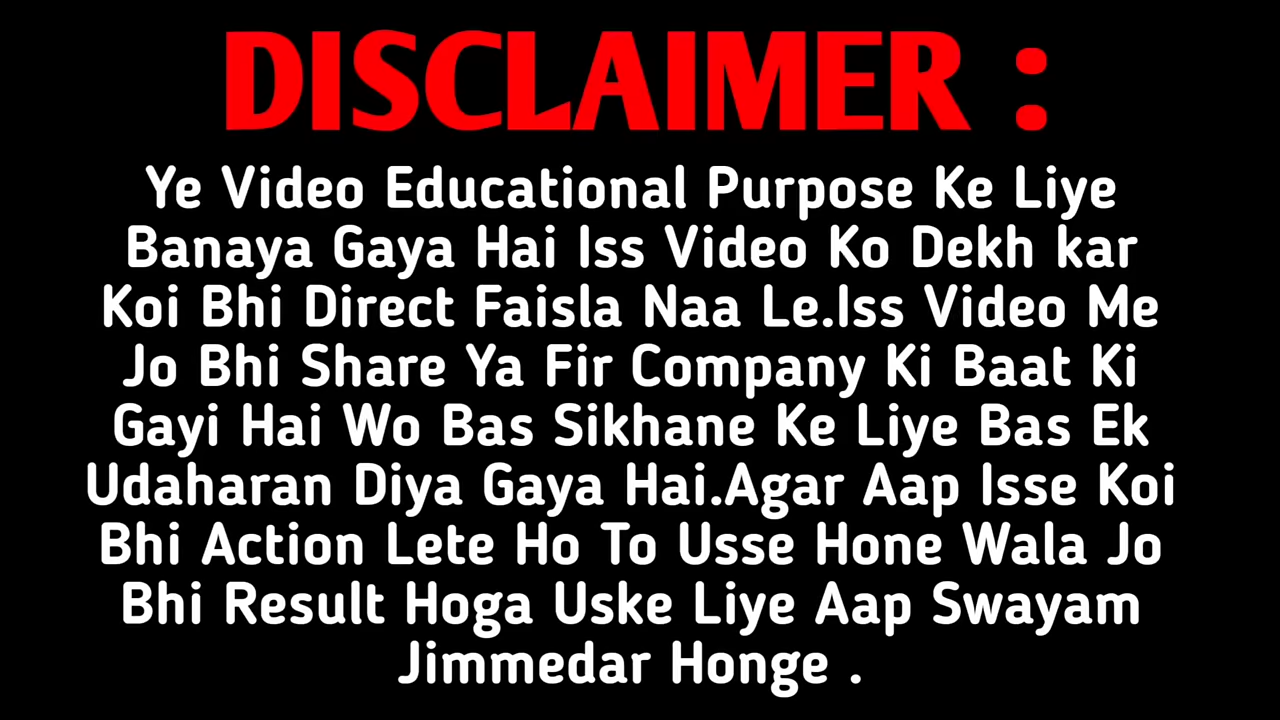 DISCLAIMER :
Ye Video Educational Purpose Ke Liye
Banaya Gaya Hai Iss Video Ko Dekh kar
Koi Bhi Direct Faisla Naa Le.Iss Video Me
Jo Bhi Share Ya Fir Company Ki Baat Ki
Gayi Hai Wo Bas Sikhane Ke Liye Bas Ek
Udaharan Diya Gaya Hai.Agar Aap Isse Koi
Bhi Action Lete Ho To Usse Hone Wala Jo
Bhi Result Hoga Uske Liye Aap Swayam
Jimmedar Honge .